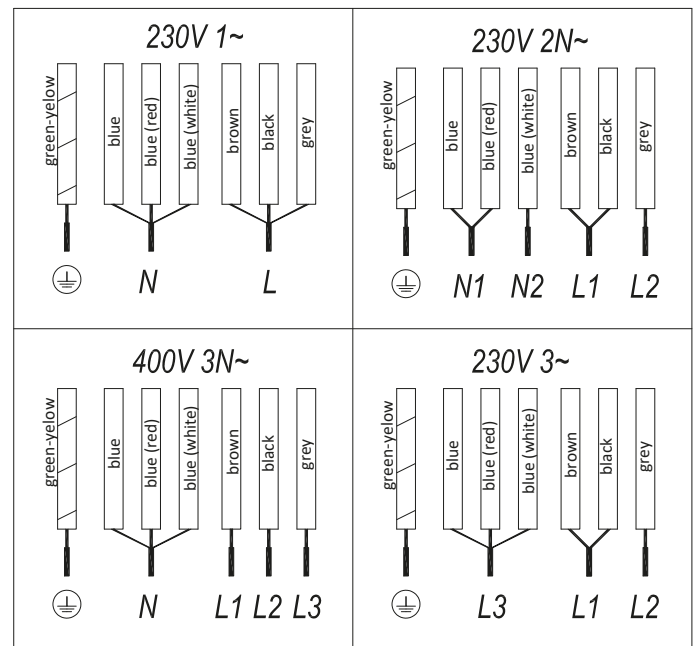 230V 1~
green-yelow
blue
blue (red)
blue (white)
brown
black
grey
N
L
230V 2N~
green-yelow
blue
blue (red)
blue (white)
brown
black
grey
N1 N2 L1 L2
400V 3N~
green-yelow
blue
blue (red)
blue (white)
brown
black
grey
N
L1 L2 L3
230V 3~
green-yelow
blue
blue (red)
blue (white)
brown
black
grey
L3
L1 L2